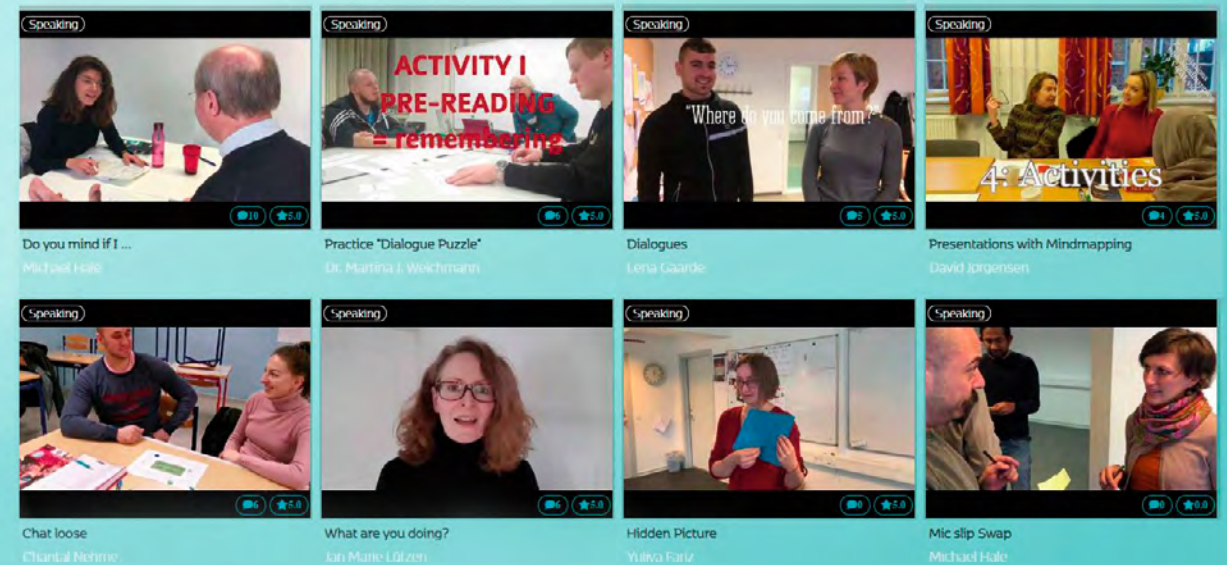 Speaking
Speaking
ACTIVITY I
PRE-READING
= remembering
Speaking
"Where do you come from?"
Speaking
4: Activities
10 5.0
6 5.0
5 5.0
4 5.0
Do you mind if I ...
Practice "Dialogue Puzzle"
Dialogues
Presentations with Mindmapping
Michael Hale
Dr. Martina J. Weichmann
Lena Gaarde
David Jørgensen
Speaking
Speaking
Speaking
Speaking
6 5.0
6 5.0
0 5.0
0 0.0
Chat loose
What are you doing?
Hidden Picture
Mic slip Swap
Chantal Nehme
Jan Marie Lützen
Yuliya Fariz
Michael Hale